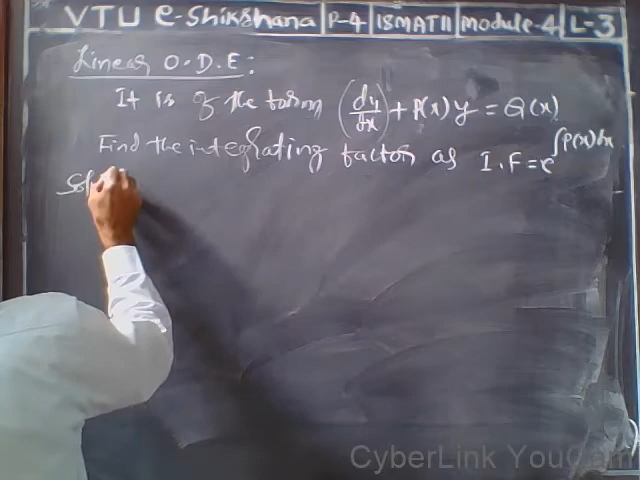 VTU e-Shikshana P-4 18MAT11 Module-4 L-3
Linear O.D.E:
It is of the form (dy/dx) + P(x)y = Q(x)
Find the integrating factor as I.F = e^∫P(x)dx
Sol
CyberLink YouCam